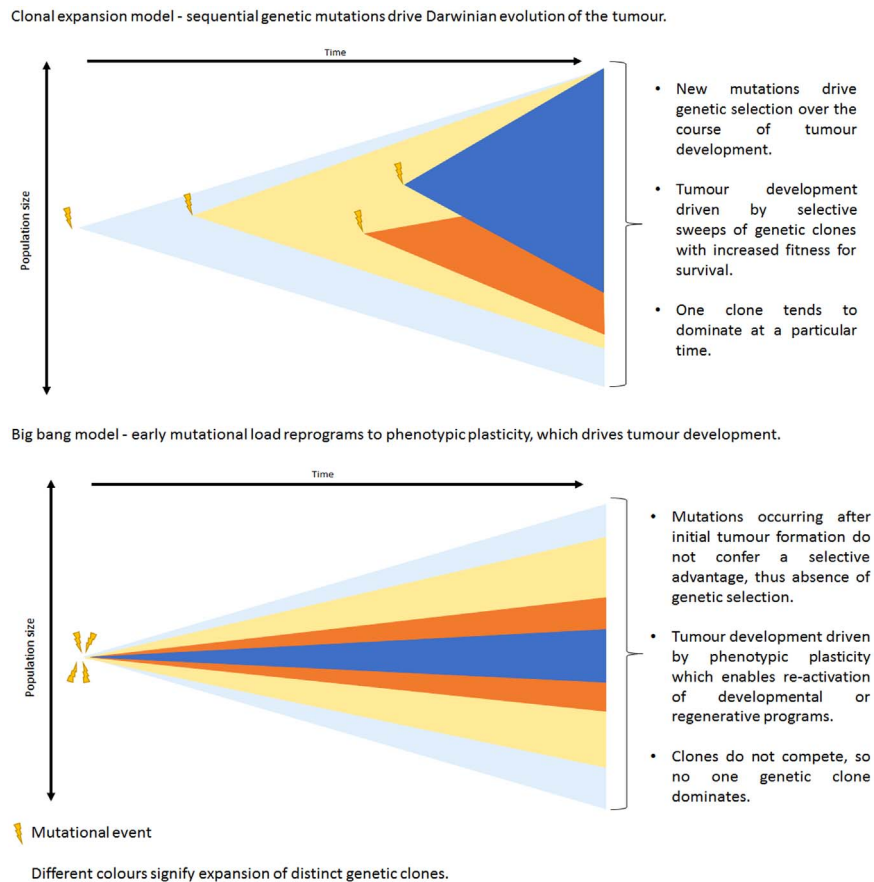 Clonal expansion model - sequential genetic mutations drive Darwinian evolution of the tumour.
Time
Population size
• New mutations drive
genetic selection over the
course of tumour
development.
• Tumour development
driven by selective
sweeps of genetic clones
with increased fitness for
survival.
• One clone tends to
dominate at a particular
time.
Big bang model - early mutational load reprograms to phenotypic plasticity, which drives tumour development.
Time
Population size
• Mutations occurring after
initial tumour formation do
not confer a selective
advantage, thus absence of
genetic selection.
• Tumour development driven
by phenotypic plasticity
which enables re-activation
of developmental or
regenerative programs.
• Clones do not compete, so
no one genetic clone
dominates.
Mutational event
Different colours signify expansion of distinct genetic clones.